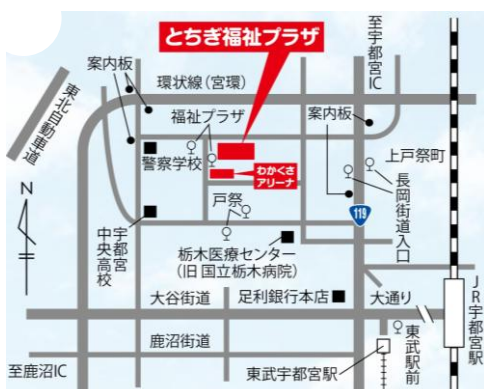 とちぎ福祉プラザ
至宇都宮IC
案内板
環状線(宮環)
東北自動車道
福祉プラザ
案内板
警察学校
わかくさ
アリーナ
上戸祭町
長岡街道入口
N
戸祭
119
宇都宮
中央高校
栃木医療センター
(旧 国立栃木病院)
JR宇都宮駅
大谷街道
足利銀行本店
大通り
鹿沼街道
東武駅前
至鹿沼IC
東武宇都宮駅